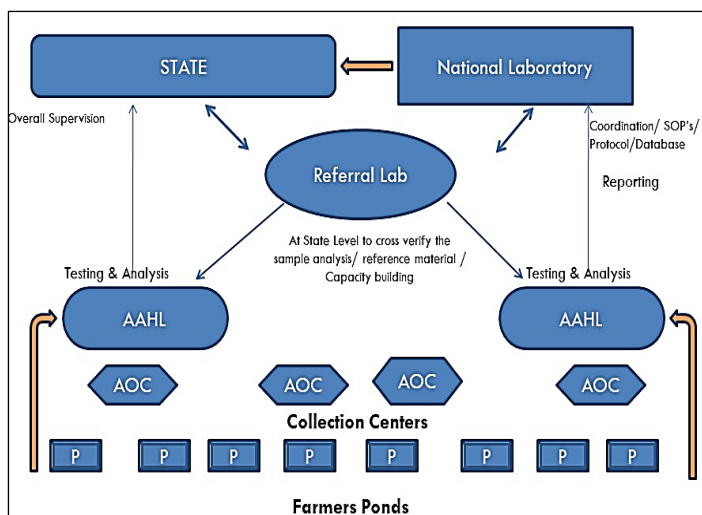 STATE
National Laboratory
Overall Supervision
Coordination/ SOP's/
Protocol/Database
Referral Lab
Reporting
At State Level to cross verify the
sample analysis/ reference material /
Capacity building
Testing & Analysis
Testing & Analysis
AAHL
AAHL
AOC
AOC
AOC
AOC
Collection Centers
P
P
P
P
P
P
P
P
Farmers Ponds